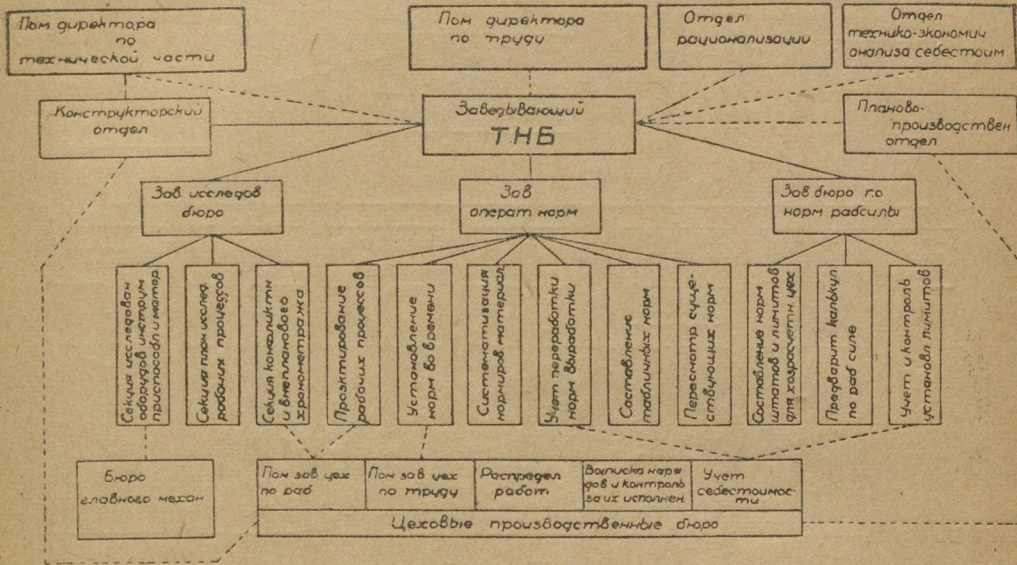 Пом директора
по
технической части
Пом директора
по труду
Отдел
рационализации
Отдел
технико-экономич
анализа себестоим
Конструкторский
отдел
Заведывающий
ТНБ
Планово-
производствен
отдел
Зав исследов
бюро
Зав
операт норм
Зав бюро по
норм рабсилы
Секция исследован
оборудов инструм
приспособл и матер
Секция план исслед.
рабочих процессов
Секция конфликтн
и внепланового
хронометража
Проэктирование
рабочих процессов
Установление
норм во времени
Систематизация
нормиров материал.
Учет переработки
норм выработки
Составление
табличных норм
Пересмотр суще-
ствующих норм
Составление норм
штатов и лимитов
для хозрасчетн. цех
Предварит калькул
по раб силе
Учет и контроль
установл лимитов
Бюро
главного механ
Пом зав цех
по раб
Пом зав цех
по труду
Распредел
работ.
Выписка наря
дов и контроль
за их исполнен
Учет
себестоимос-
ти
Цеховые производственные бюро